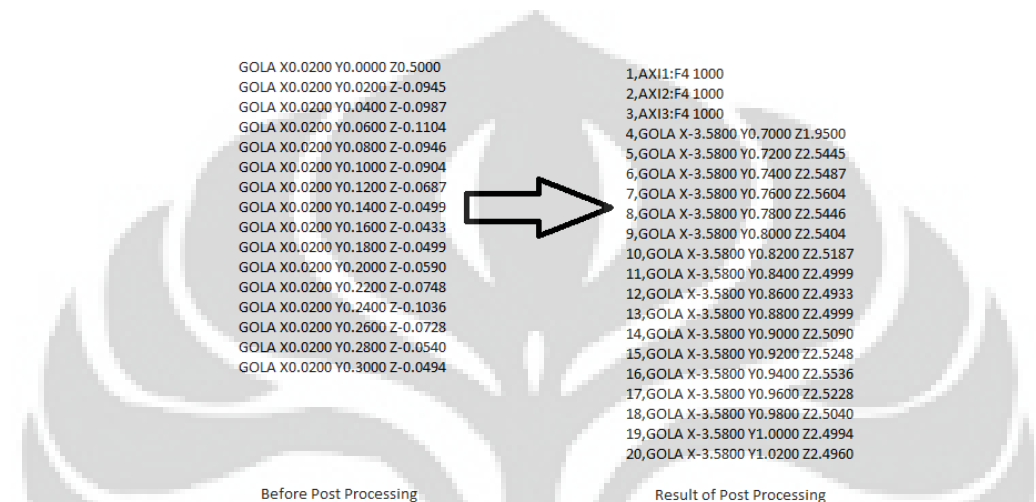 GOLA X0.0200 Y0.0000 Z0.5000
GOLA X0.0200 Y0.0200 Z-0.0945
GOLA X0.0200 Y0.0400 Z-0.0987
GOLA X0.0200 Y0.0600 Z-0.1104
GOLA X0.0200 Y0.0800 Z-0.0946
GOLA X0.0200 Y0.1000 Z-0.0904
GOLA X0.0200 Y0.1200 Z-0.0687
GOLA X0.0200 Y0.1400 Z-0.0499
GOLA X0.0200 Y0.1600 Z-0.0433
GOLA X0.0200 Y0.1800 Z-0.0499
GOLA X0.0200 Y0.2000 Z-0.0590
GOLA X0.0200 Y0.2200 Z-0.0748
GOLA X0.0200 Y0.2400 Z-0.1036
GOLA X0.0200 Y0.2600 Z-0.0728
GOLA X0.0200 Y0.2800 Z-0.0540
GOLA X0.0200 Y0.3000 Z-0.0494
Before Post Processing
1,AXI1:F4 1000
2,AXI2:F4 1000
3,AXI3:F4 1000
4,GOLA X-3.5800 Y0.7000 Z1.9500
5,GOLA X-3.5800 Y0.7200 Z2.5445
6,GOLA X-3.5800 Y0.7400 Z2.5487
7,GOLA X-3.5800 Y0.7600 Z2.5604
8,GOLA X-3.5800 Y0.7800 Z2.5446
9,GOLA X-3.5800 Y0.8000 Z2.5404
10,GOLA X-3.5800 Y0.8200 Z2.5187
11,GOLA X-3.5800 Y0.8400 Z2.4999
12,GOLA X-3.5800 Y0.8600 Z2.4933
13,GOLA X-3.5800 Y0.8800 Z2.4999
14,GOLA X-3.5800 Y0.9000 Z2.5090
15,GOLA X-3.5800 Y0.9200 Z2.5248
16,GOLA X-3.5800 Y0.9400 Z2.5536
17,GOLA X-3.5800 Y0.9600 Z2.5228
18,GOLA X-3.5800 Y0.9800 Z2.5040
19,GOLA X-3.5800 Y1.0000 Z2.4994
20,GOLA X-3.5800 Y1.0200 Z2.4960
Result of Post Processing